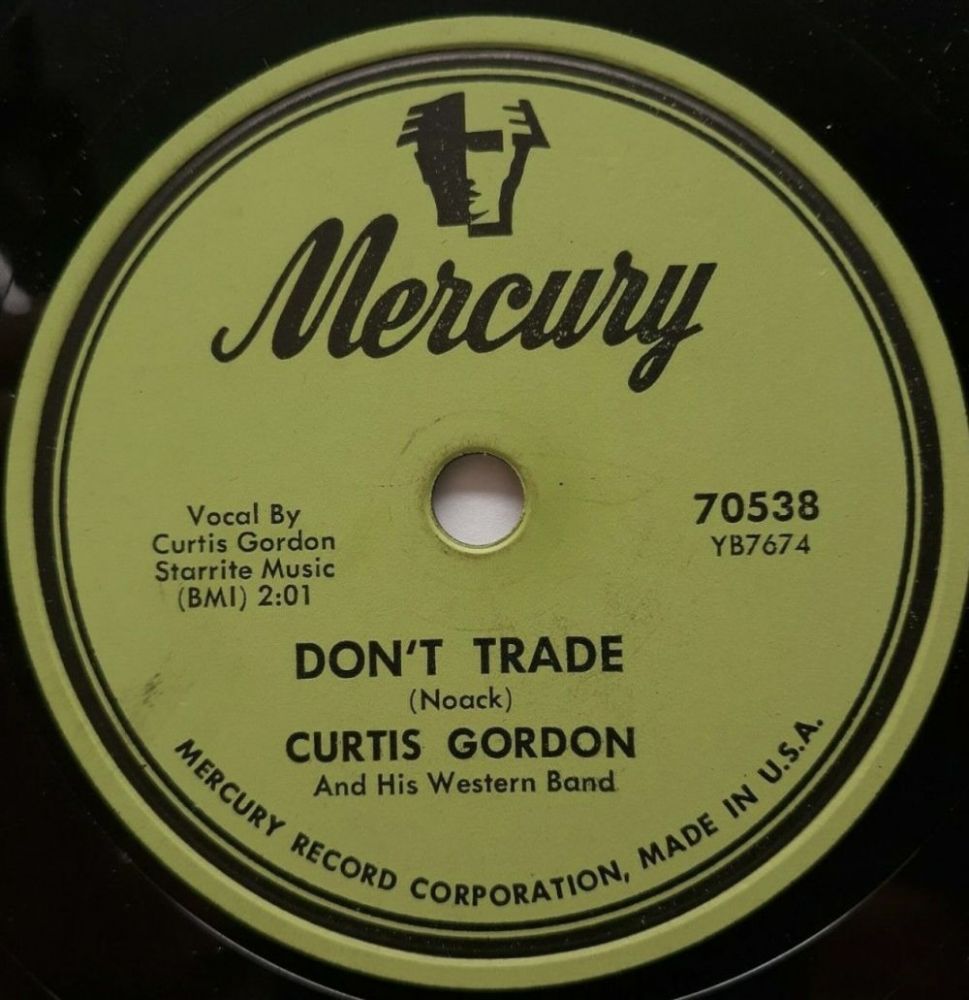 Mercury
Vocal By
Curtis Gordon
Starrite Music
(BMI) 2:01
70538
YB7674
DON'T TRADE
(Noack)
CURTIS GORDON
And His Western Band
MERCURY RECORD CORPORATION, MADE IN U.S.A.